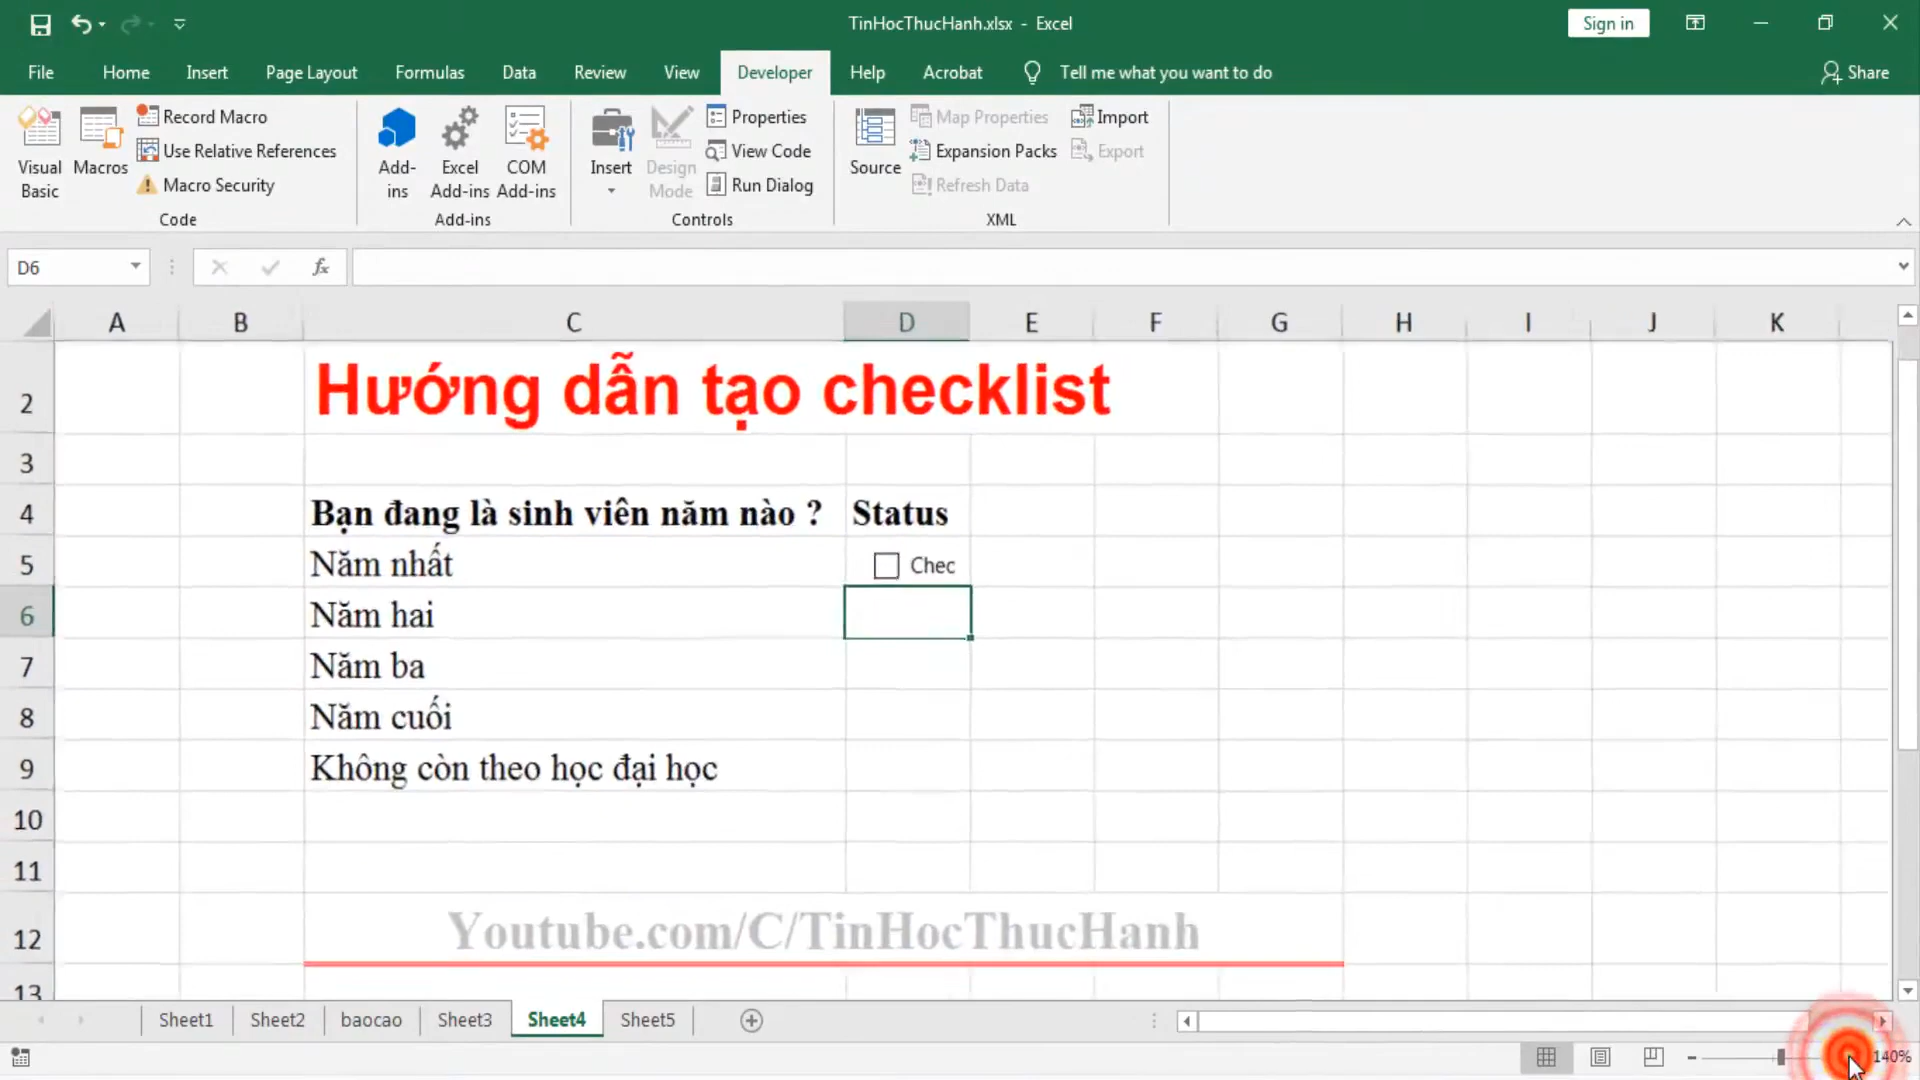 TinHocThucHanh.xlsx - Excel
Sign in
File Home Insert Page Layout Formulas Data Review View Developer Help Acrobat Tell me what you want to do Share
Visual Basic
Macros
Record Macro
Use Relative References
Macro Security
Code
Add-ins
Excel Add-ins
COM Add-ins
Add-ins
Insert
Design Mode
Properties
View Code
Run Dialog
Controls
Source
Map Properties
Expansion Packs
Refresh Data
Import
Export
XML
D6
fx
A B C D E F G H I J K
2 Hướng dẫn tạo checklist
3
4 Bạn đang là sinh viên năm nào ? Status
5 Năm nhất Chec
6 Năm hai
7 Năm ba
8 Năm cuối
9 Không còn theo học đại học
10
11
12 Youtube.com/C/TinHocThucHanh
13
Sheet1 Sheet2 baocao Sheet3 Sheet4 Sheet5
140%